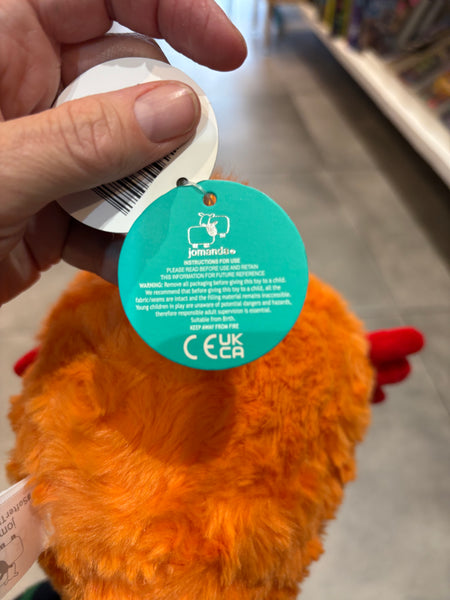 jomanda
INSTRUCTIONS FOR USE
PLEASE READ BEFORE USE AND RETAIN
THIS INFORMATION FOR FUTURE REFERENCE
WARNING: Remove all packaging before giving this toy to a child.
We recommend that before giving this toy to a child, all the
fabric/seams are intact and the filling material remains inaccessible.
Young children in play are unaware of potential dangers and hazards,
therefore responsible adult supervision is essential.
Suitable from Birth.
KEEP AWAY FROM FIRE
CE UK
CA